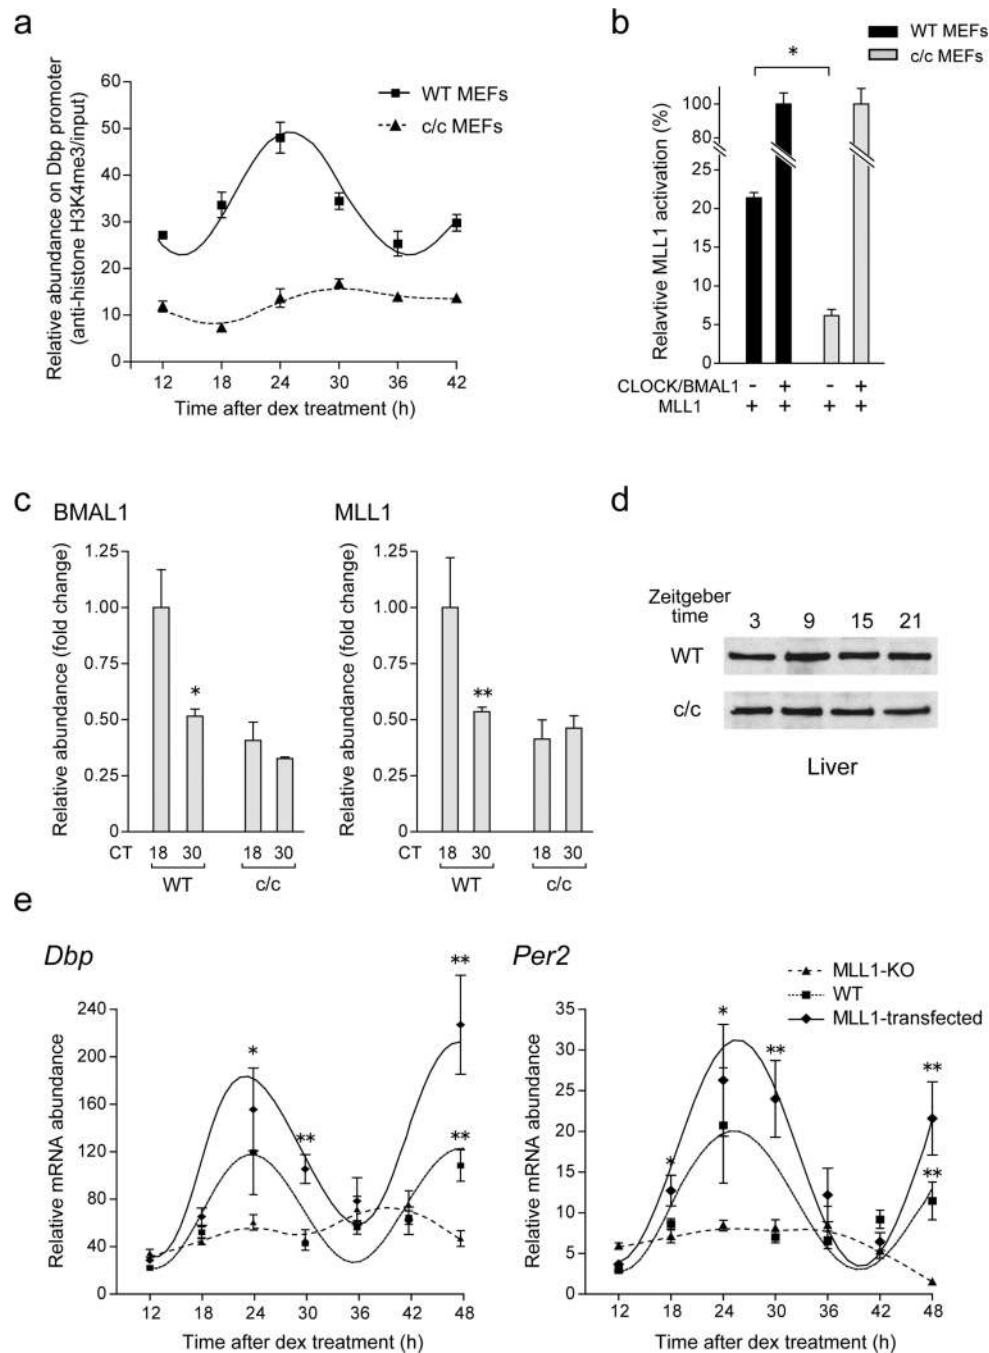 a
Relative abundance on Dbp promoter
(anti-histone H3K4me3/input)
60
50
40
30
20
10
0
WT MEFs
c/c MEFs
12 18 24 30 36 42
Time after dex treatment (h)
b
WT MEFs
c/c MEFs
*
Relavtive MLL1 activation (%)
100
80
25
20
15
10
5
0
CLOCK/BMAL1 - + - +
MLL1 + + + +
c
BMAL1
Relative abundance (fold change)
1.25
1.00
0.75
0.50
0.25
0
*
CT 18 30 18 30
WT c/c
MLL1
Relative abundance (fold change)
1.25
1.00
0.75
0.50
0.25
0
**
CT 18 30 18 30
WT c/c
d
Zeitgeber
time
3 9 15 21
WT
c/c
Liver
e
Dbp
Relative mRNA abundance
240
200
160
120
80
40
0
* ** ** **
12 18 24 30 36 42 48
Time after dex treatment (h)
Per2
MLL1-KO
WT
MLL1-transfected
Relative mRNA abundance
35
30
25
20
15
10
5
0
* * ** ** **
12 18 24 30 36 42 48
Time after dex treatment (h)